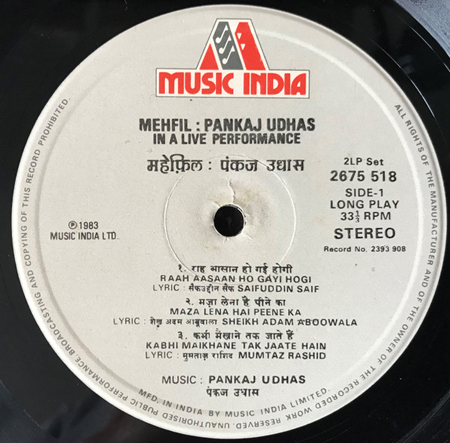 MUSIC INDIA
MEHFIL : PANKAJ UDHAS
IN A LIVE PERFORMANCE
महेफ़िल : पंकज उधास
2LP Set
2675 518
SIDE-1
LONG PLAY
33⅓ RPM
STEREO
Record No. 2393 908
Ⓟ1983
MUSIC INDIA LTD.
१. राह आसान हो गई होगी
RAAH AASAAN HO GAYI HOGI
LYRIC : सैफउद्दीन सैफ SAIFUDDIN SAIF
२. मज़ा लेना है पीने का
MAZA LENA HAI PEENE KA
LYRIC : शेख अदम आबूवाला SHEIKH ADAM ABOOWALA
३. कभी मेख़ाने तक जाते हैं
KABHI MAIKHANE TAK JAATE HAIN
LYRIC : मुमताज़ राशिद MUMTAZ RASHID
MUSIC : PANKAJ UDHAS
पंकज उधास
MFD. IN INDIA BY MUSIC INDIA LIMITED.
ALL RIGHTS OF THE MANUFACTURER AND OF THE OWNER OF THE RECORDED WORK RESERVED. UNAUTHORISED PUBLIC PERFORMANCE BROADCASTING AND COPYING OF THIS RECORD PROHIBITED.